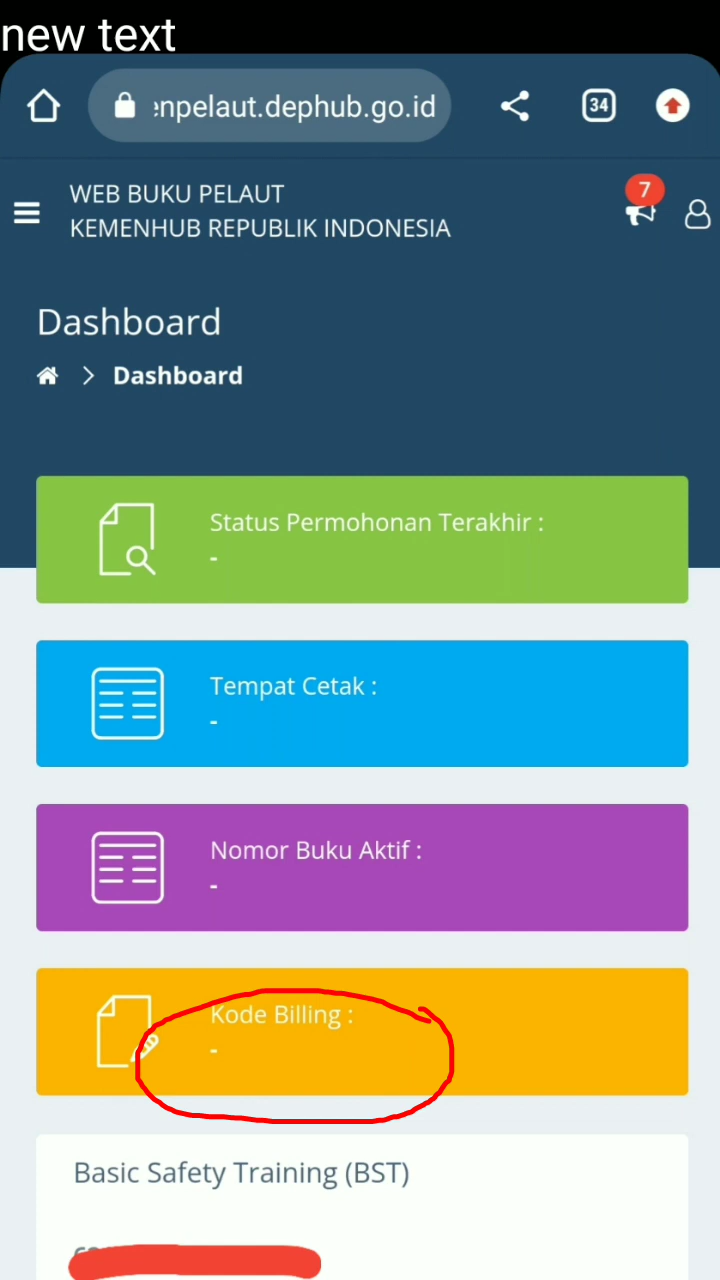 new text
enpelaut.dephub.go.id
34
WEB BUKU PELAUT
KEMENHUB REPUBLIK INDONESIA
7
Dashboard
Dashboard
Status Permohonan Terakhir :
-
Tempat Cetak :
-
Nomor Buku Aktif :
-
Kode Billing :
-
Basic Safety Training (BST)